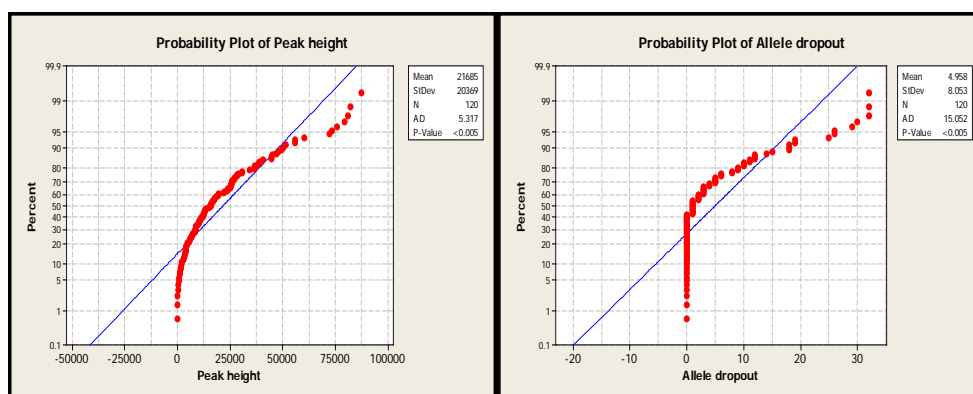 Probability Plot of Peak height
99.9
99
95
90
80
70
60
50
40
30
20
10
5
1
0.1
Percent
-50000 -25000 0 25000 50000 75000 100000
Peak height
Mean 21685
StDev 20369
N 120
AD 5.317
P-Value <0.005
Probability Plot of Allele dropout
99.9
99
95
90
80
70
60
50
40
30
20
10
5
1
0.1
Percent
-20 -10 0 10 20 30
Allele dropout
Mean 4.958
StDev 8.053
N 120
AD 15.052
P-Value <0.005